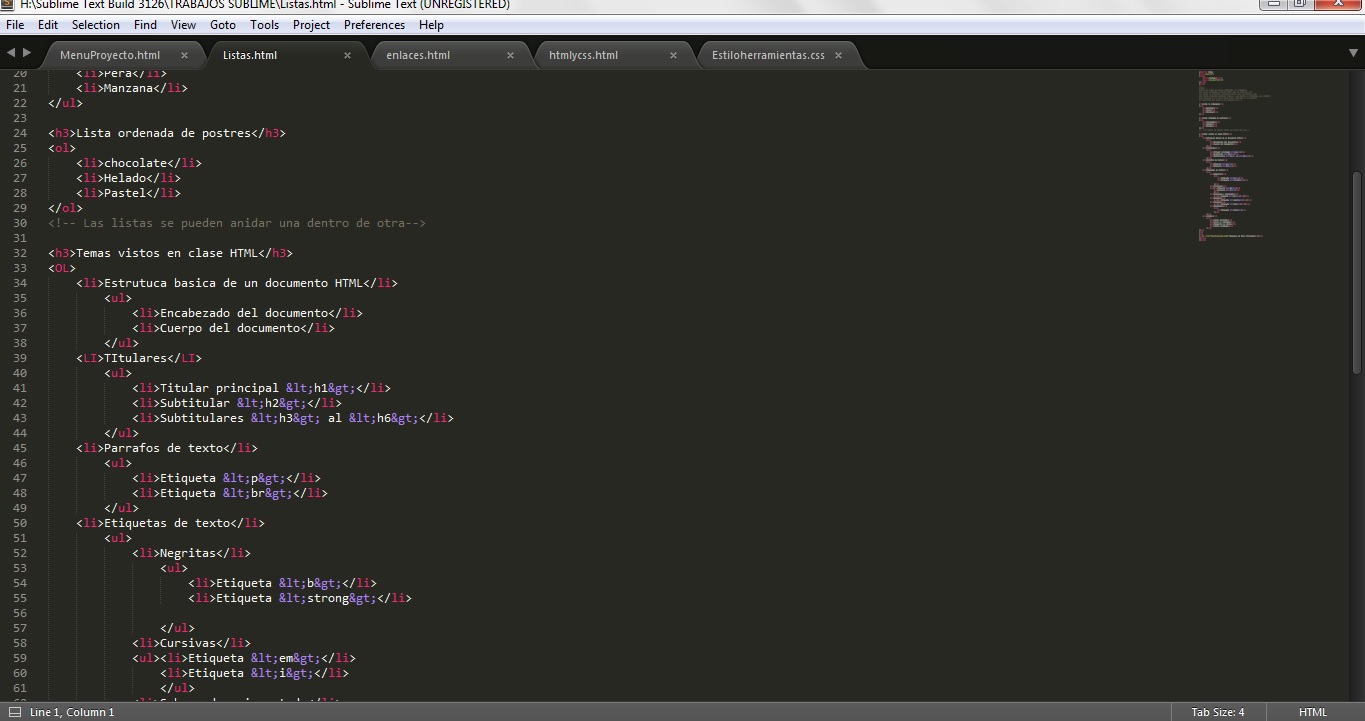 H:\Sublime Text Build 3126\TRABAJOS SUBLIME\Listas.html - Sublime Text (UNREGISTERED)
File Edit Selection Find View Goto Tools Project Preferences Help
MenuProyecto.html Listas.html enlaces.html htmlycss.html Estiloherramientas.css
20 <li>Pera</li>
21 <li>Manzana</li>
22 </ul>
23
24 <h3>Lista ordenada de postres</h3>
25 <ol>
26 <li>chocolate</li>
27 <li>Helado</li>
28 <li>Pastel</li>
29 </ol>
30 <!-- Las listas se pueden anidar una dentro de otra-->
31
32 <h3>Temas vistos en clase HTML</h3>
33 <OL>
34 <li>Estrutuca basica de un documento HTML</li>
35 <ul>
36 <li>Encabezado del documento</li>
37 <li>Cuerpo del documento</li>
38 </ul>
39 <LI>TItulares</LI>
40 <ul>
41 <li>Titular principal &lt;h1&gt;</li>
42 <li>Subtitular &lt;h2&gt;</li>
43 <li>Subtitulares &lt;h3&gt; al &lt;h6&gt;</li>
44 </ul>
45 <li>Parrafos de texto</li>
46 <ul>
47 <li>Etiqueta &lt;p&gt;</li>
48 <li>Etiqueta &lt;br&gt;</li>
49 </ul>
50 <li>Etiquetas de texto</li>
51 <ul>
52 <li>Negritas</li>
53 <ul>
54 <li>Etiqueta &lt;b&gt;</li>
55 <li>Etiqueta &lt;strong&gt;</li>
56
57 </ul>
58 <li>Cursivas</li>
59 <ul><li>Etiqueta &lt;em&gt;</li>
60 <li>Etiqueta &lt;i&gt;</li>
61 </ul>
Line 1, Column 1 Tab Size: 4 HTML